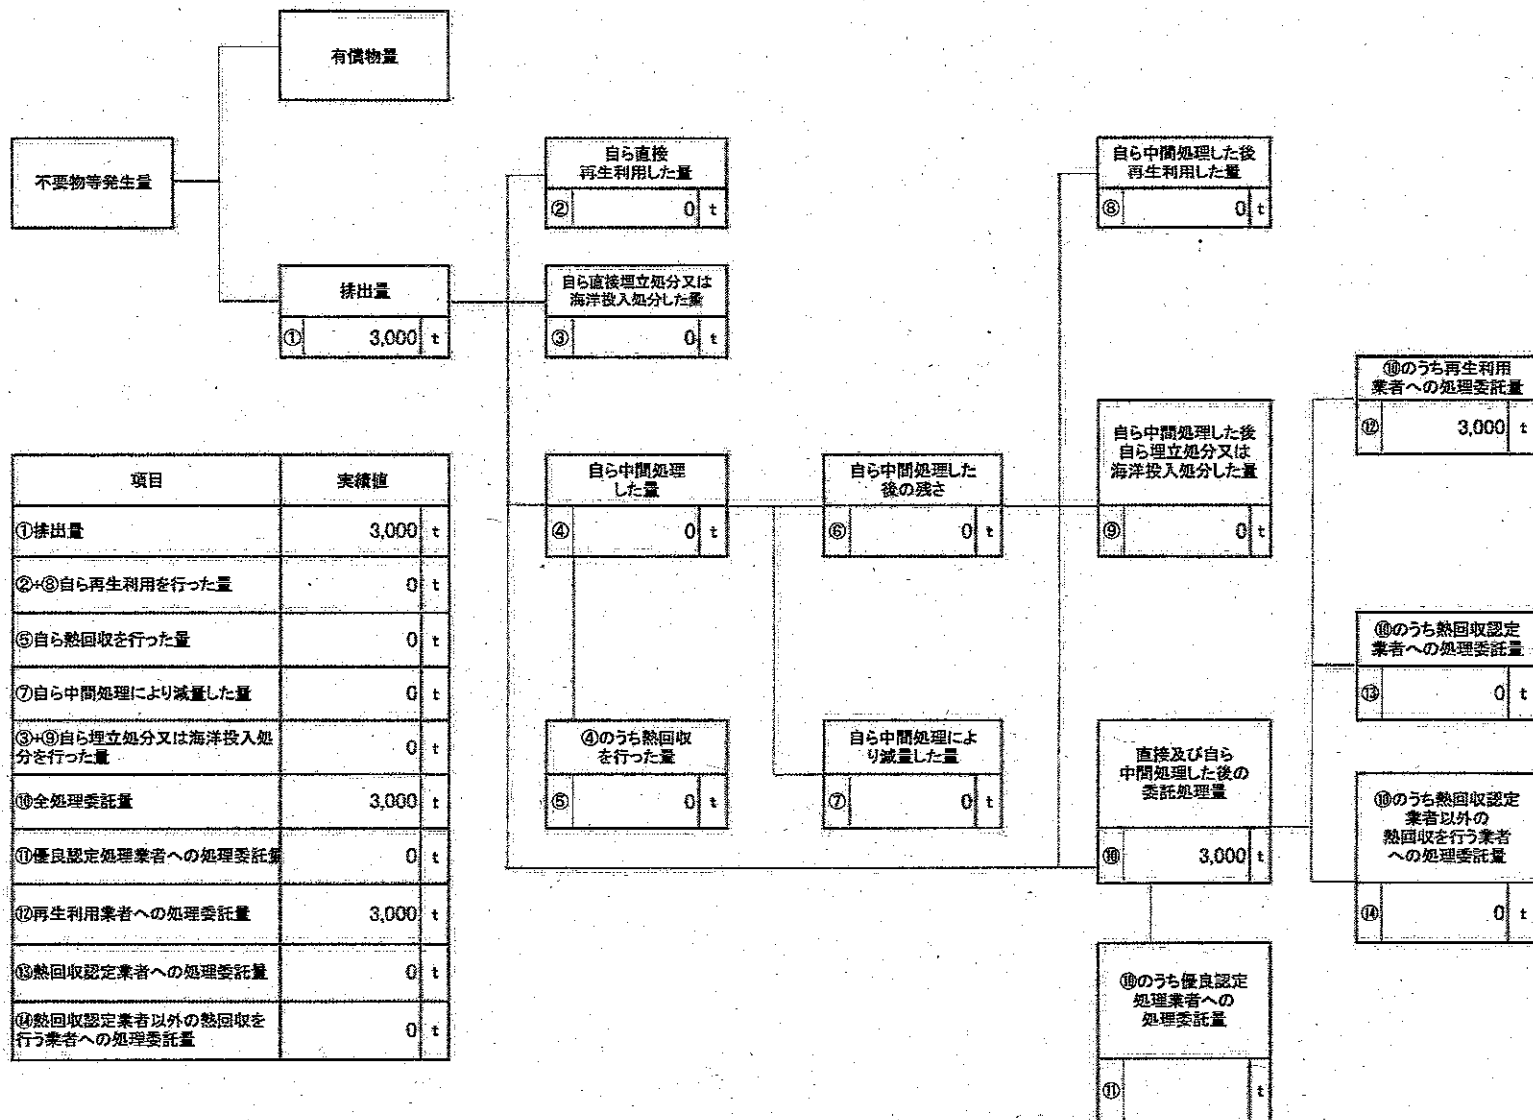 有償物量
不要物等発生量
排出量
① 3,000 t
自ら直接
再生利用した量
② 0 t
自ら直接埋立処分又は
海洋投入処分した量
③ 0 t
自ら中間処理
した量
④ 0 t
④のうち熱回収
を行った量
⑤ 0 t
自ら中間処理した
後の残さ
⑥ 0 t
自ら中間処理によ
り減量した量
⑦ 0 t
自ら中間処理した後
再生利用した量
⑧ 0 t
自ら中間処理した後
自ら埋立処分又は
海洋投入処分した量
⑨ 0 t
直接及び自ら
中間処理した後の
委託処理量
⑩ 3,000 t
⑩のうち優良認定
処理業者への
処理委託量
⑪ t
⑩のうち再生利用
業者への処理委託量
⑫ 3,000 t
⑩のうち熱回収認定
業者への処理委託量
⑬ 0 t
⑩のうち熱回収認定
業者以外の
熱回収を行う業者
への処理委託量
⑭ 0 t
項目 実績値
①排出量 3,000 t
②+⑧自ら再生利用を行った量 0 t
⑤自ら熱回収を行った量 0 t
⑦自ら中間処理により減量した量 0 t
③+⑨自ら埋立処分又は海洋投入処
分を行った量 0 t
⑩全処理委託量 3,000 t
⑪優良認定処理業者への処理委託量 0 t
⑫再生利用業者への処理委託量 3,000 t
⑬熱回収認定業者への処理委託量 0 t
⑭熱回収認定業者以外の熱回収を
行う業者への処理委託量 0 t